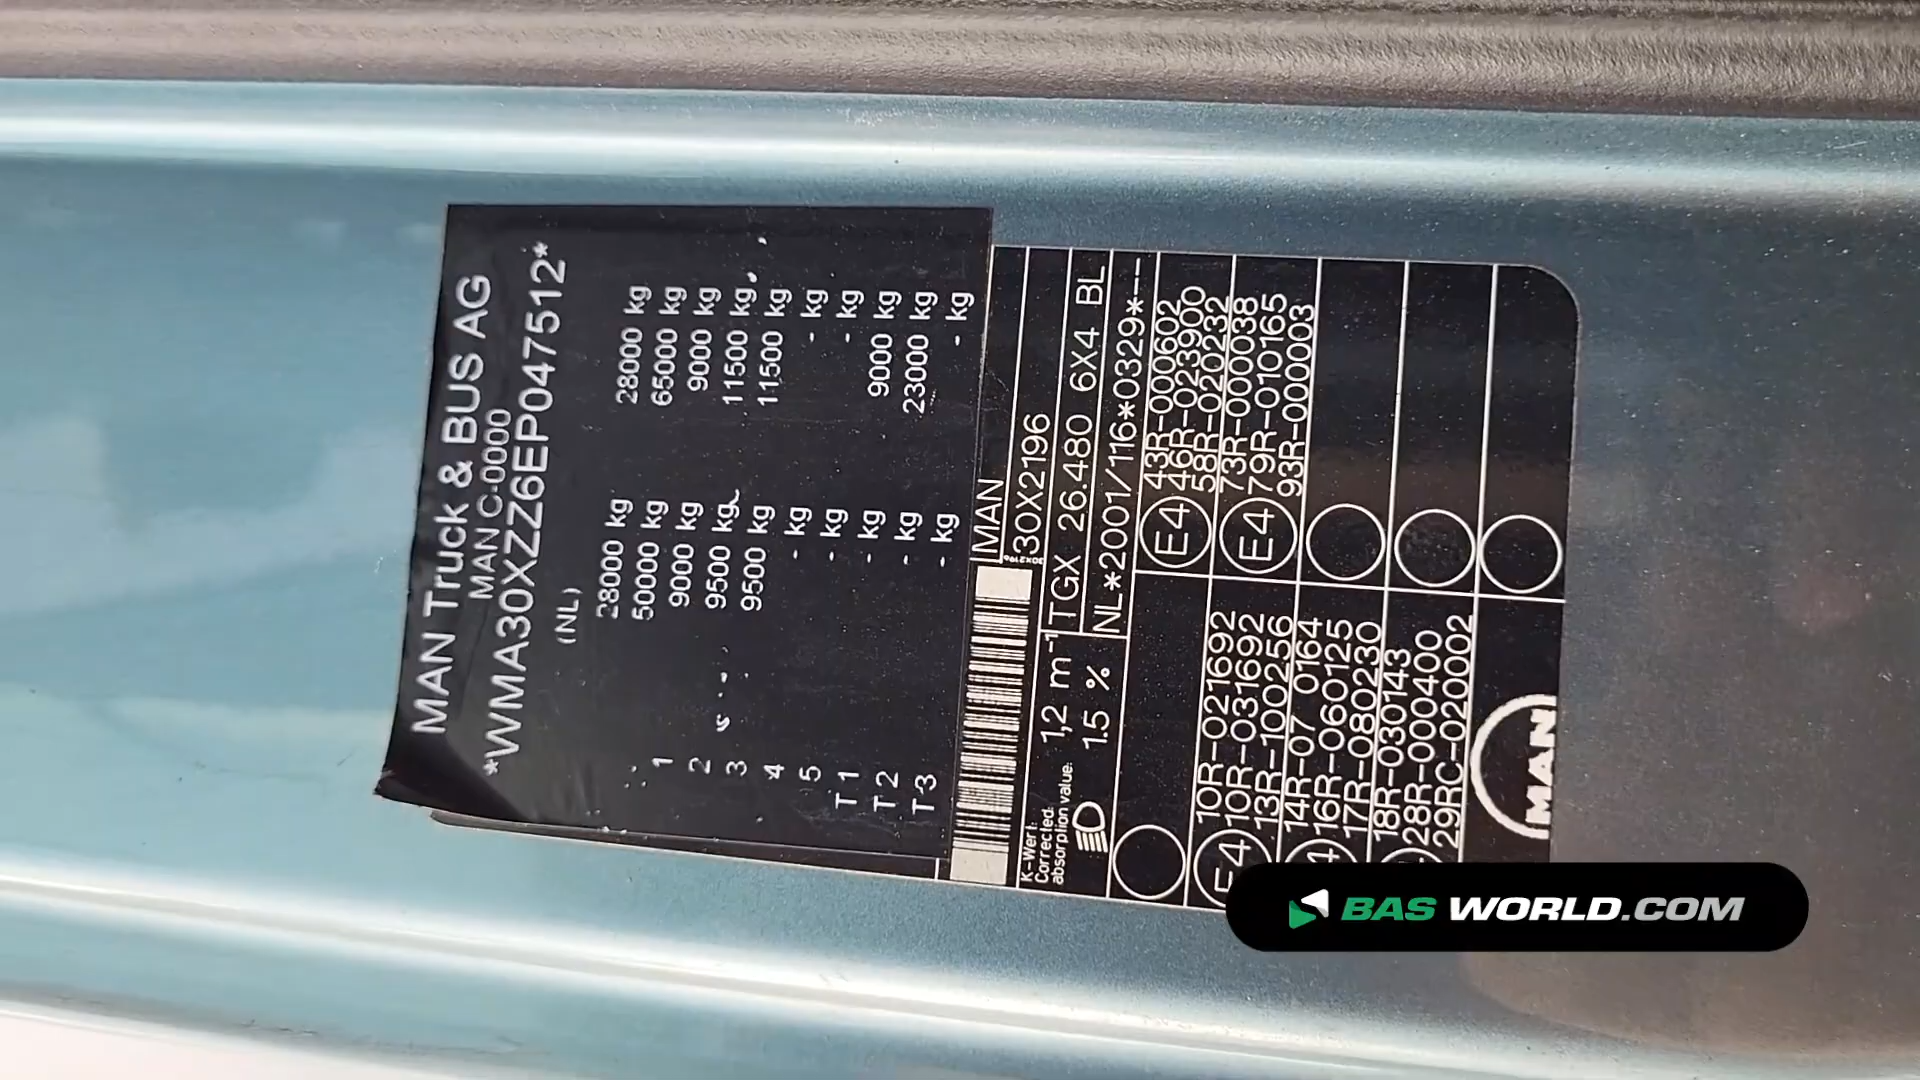 MAN Truck & BUS AG
MAN C-0000
*WMA30XZZ6EP047512*
(NL)
28000 kg 28000 kg
50000 kg 65000 kg
1 9000 kg 9000 kg
2 9500 kg 11500 kg
3 9500 kg 11500 kg
4 - kg - kg
5 - kg - kg
T1 - kg 9000 kg
T2 - kg 23000 kg
T3 - kg - kg
MAN
30X2196
30X2196
K-Wert:
Corrected
absorption value:
1,2 m-1
TGX 26.480 6X4 BL
1.5 %
NL*2001/116*0329*---
E4
43R-000602
46R-023900
58R-020232
E4
10R-021692
10R-031692
13R-100256
E4
73R-000038
79R-010165
93R-000003
14R-07 0164
16R-060125
17R-080230
18R-030143
28R-000400
29RC-020002
MAN
BAS WORLD.COM